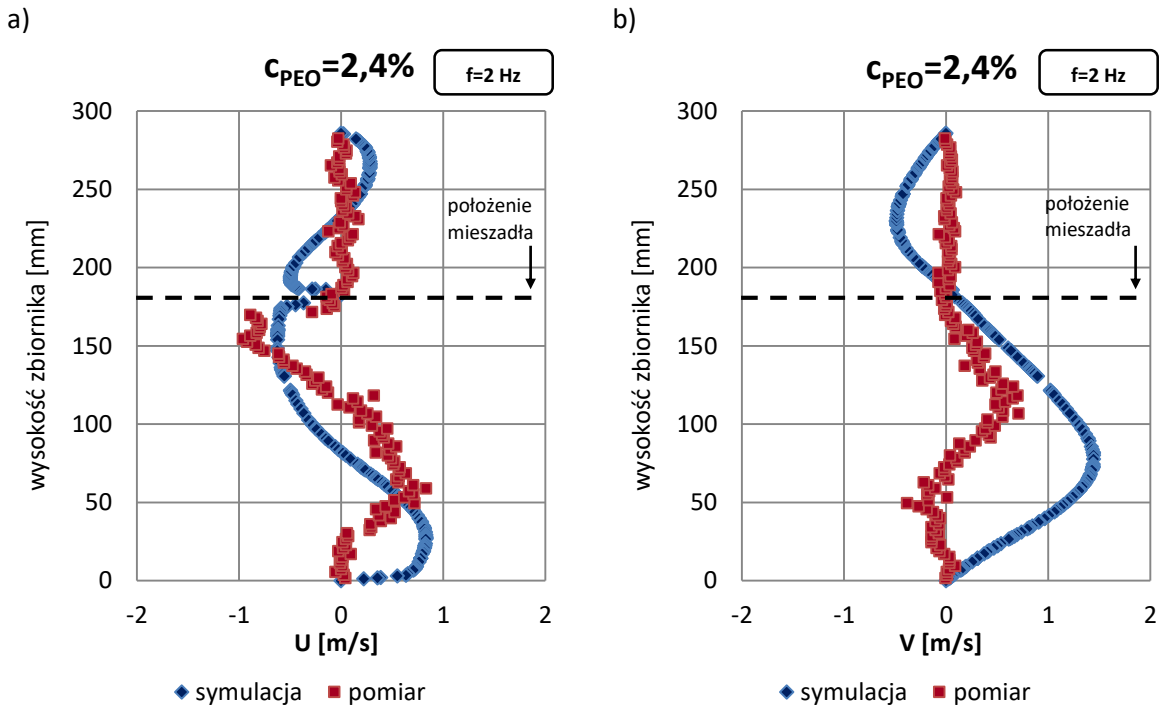 a)
c_PEO=2,4%
f=2 Hz
300
250
200
150
100
50
0
wysokość zbiornika [mm]
położenie
mieszadła
-2 -1 0 1 2
U [m/s]
symulacja pomiar
b)
c_PEO=2,4%
f=2 Hz
300
250
200
150
100
50
0
wysokość zbiornika [mm]
położenie
mieszadła
-2 -1 0 1 2
V [m/s]
symulacja pomiar